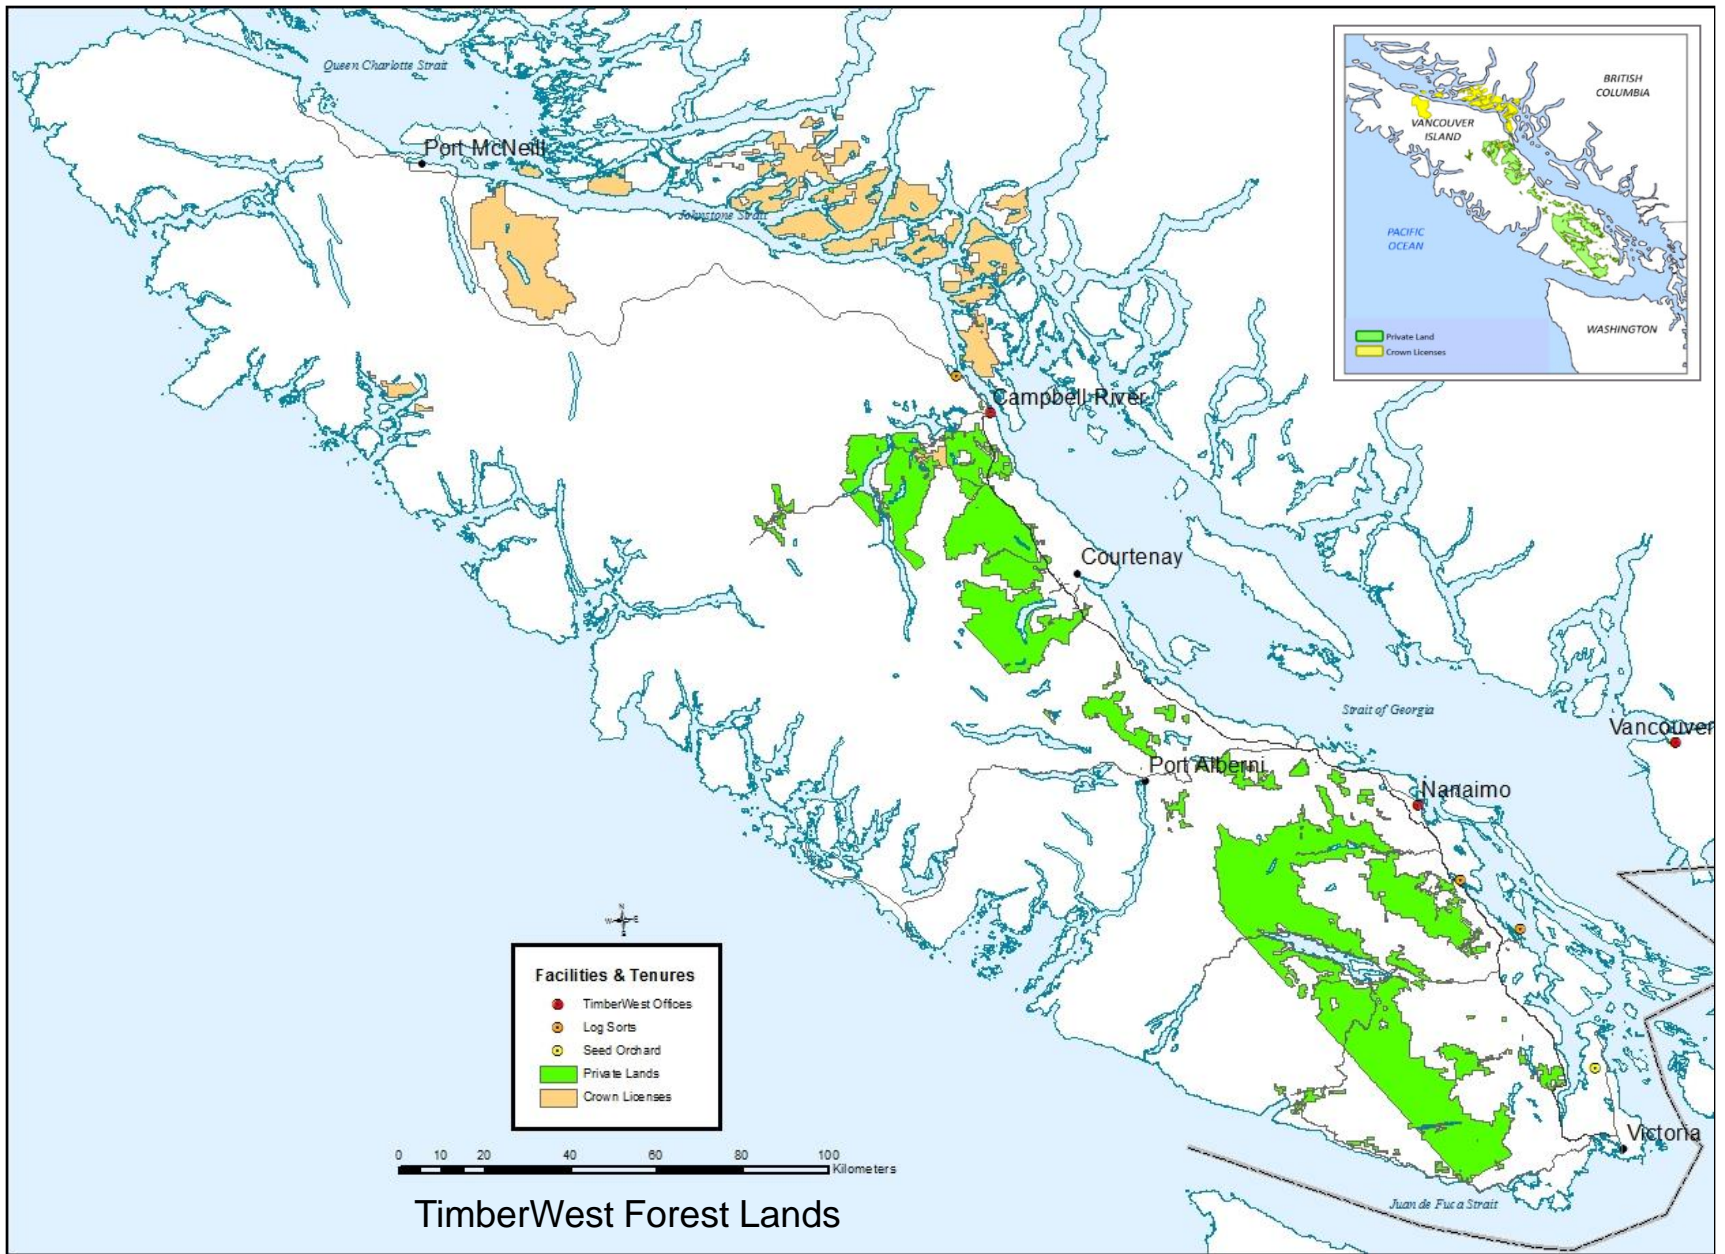 Queen Charlotte Strait
Port McNeill
Johnstone Strait
Campbell River
Courtenay
Strait of Georgia
Vancouver
Port Alberni
Nanaimo
Victoria
Juan de Fuca Strait
BRITISH
COLUMBIA
VANCOUVER
ISLAND
PACIFIC
OCEAN
WASHINGTON
Private Land
Crown Licenses
N
W E
S
Facilities & Tenures
TimberWest Offices
Log Sorts
Seed Orchard
Private Lands
Crown Licenses
0 10 20 40 60 80 100
Kilometers
TimberWest Forest Lands